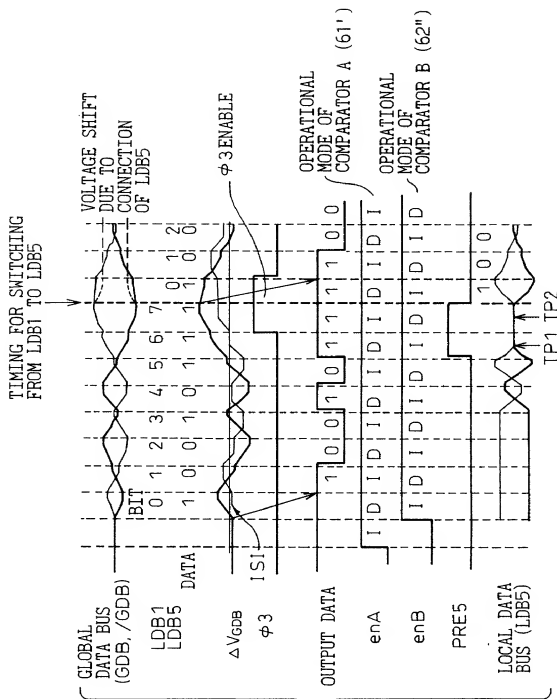 TIMING FOR SWITCHING
FROM LDB1 TO LDB5
VOLTAGE SHIFT
DUE TO
CONNECTION
OF LDB5
GLOBAL
DATA BUS
(GDB, /GDB)
BIT
LDB1 0 1 2 3 4 5 6 7
LDB5 0 1 2
DATA 1 0 0 1 0 1 1 1 1 0 0
ΔVGDB
ISI
φ3
φ3 ENABLE
OUTPUT DATA 1 0 0 1 0 1 1 1 1 0 0
OPERATIONAL
MODE OF
COMPARATOR A (61')
enA I D I D I D I D I D I D I
OPERATIONAL
MODE OF
COMPARATOR B (62")
enB I D I D I D I D I D I D
PRE5
TP1 TP2
LOCAL DATA
BUS (LDB5) 1 0 0